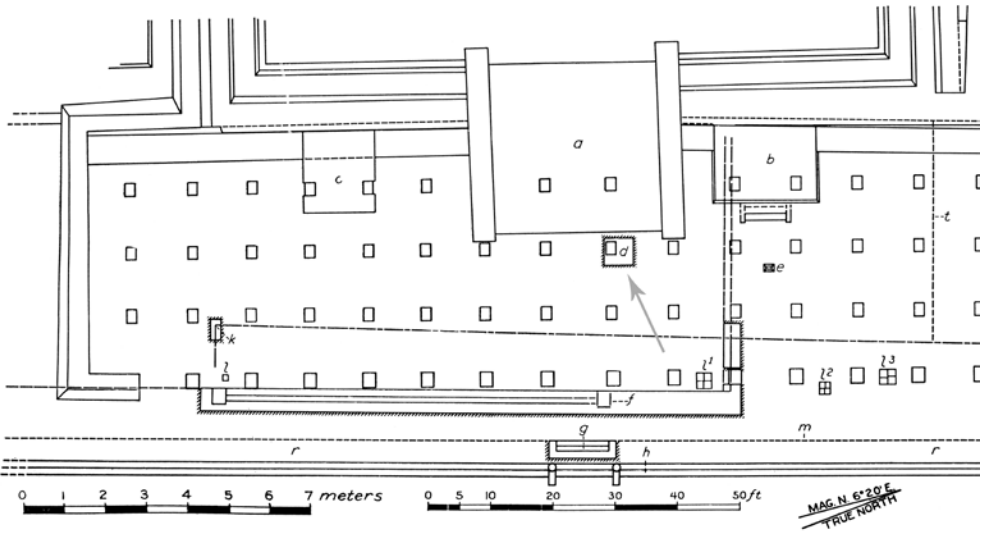 a
b
c
t
d
e
k
l
l¹
l²
l³
f
g
m
r
h
r
0 1 2 3 4 5 6 7 meters
0 5 10 20 30 40 50 ft
MAG. N. 6°20' E.
TRUE NORTH